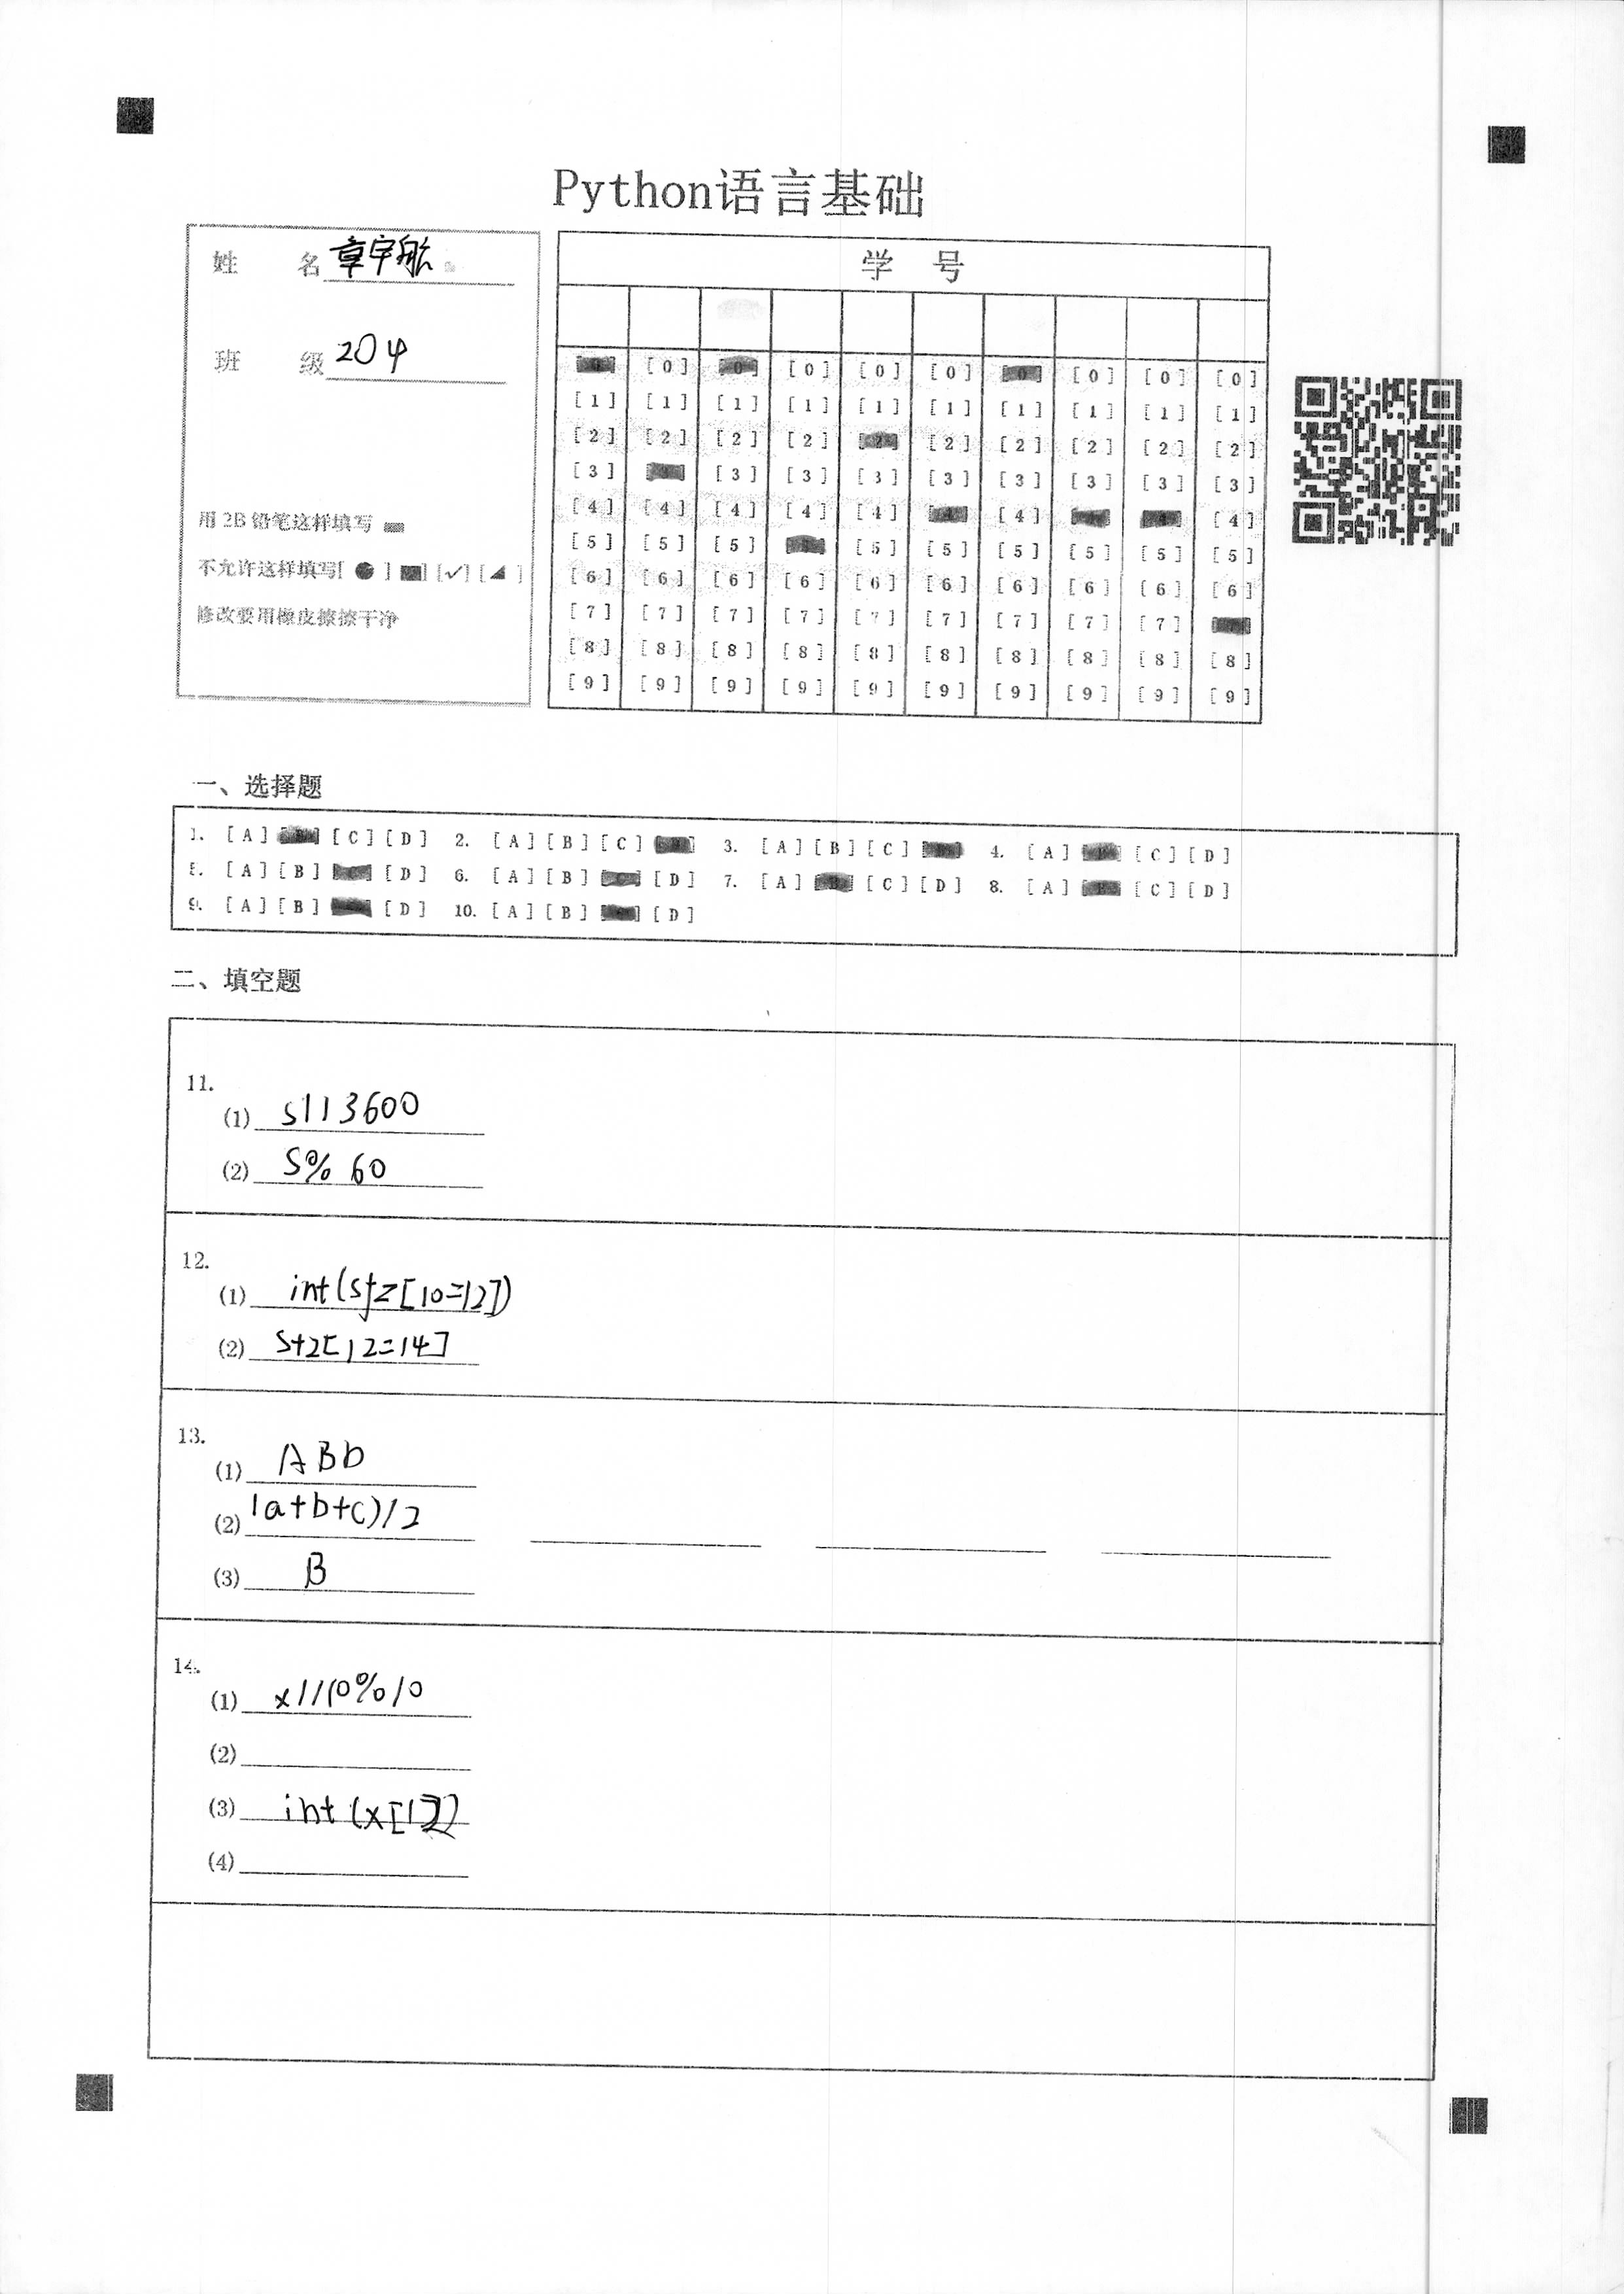 Python语言基础
姓 名 章宇航
班 级 204
用 2B 铅笔这样填写
不允许这样填写[ ● ] [■] [✓] [◢ ]
修改要用橡皮擦擦干净
学 号
[0] [0] [0] [0] [0] [0] [0] [0] [0] [0]
[1] [1] [1] [1] [1] [1] [1] [1] [1] [1]
[2] [2] [2] [2] [2] [2] [2] [2] [2] [2]
[3] [3] [3] [3] [3] [3] [3] [3] [3]
[4] [4] [4] [4] [4] [4] [4] [4] [4] [4]
[5] [5] [5] [5] [5] [5] [5] [5] [5]
[6] [6] [6] [6] [6] [6] [6] [6] [6] [6]
[7] [7] [7] [7] [7] [7] [7] [7] [7]
[8] [8] [8] [8] [8] [8] [8] [8] [8] [8]
[9] [9] [9] [9] [9] [9] [9] [9] [9] [9]
一、选择题
1. [A] [B] [C] [D] 2. [A] [B] [C] 3. [A] [B] [C] 4. [A] [B] [C] [D]
5. [A] [B] [C] [D] 6. [A] [B] [C] [D] 7. [A] [B] [C] [D] 8. [A] [B] [C] [D]
9. [A] [B] [D] 10. [A] [B] [D]
二、填空题
11.
(1) s//3600
(2) s% 60
12.
(1) int(sfz[10=12])
(2) s+2[12=14]
13.
(1) ABD
(2) (a+b+c)/2
(3) B
14.
(1) x//10%10
(2)
(3) int(x[1])
(4)